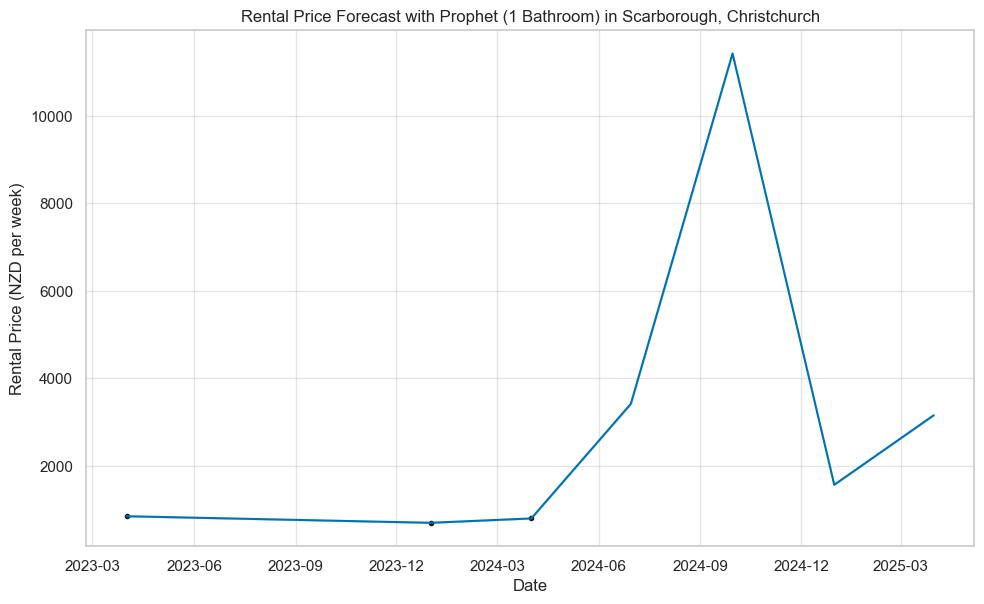 Rental Price Forecast with Prophet (1 Bathroom) in Scarborough, Christchurch
Rental Price (NZD per week)
10000
8000
6000
4000
2000
2023-03 2023-06 2023-09 2023-12 2024-03 2024-06 2024-09 2024-12 2025-03
Date